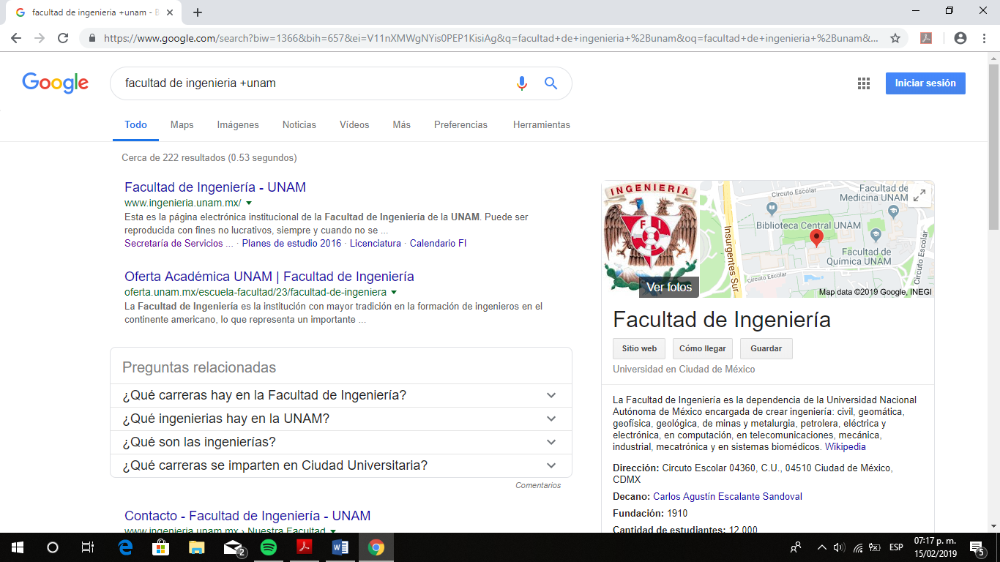 facultad de ingenieria +unam - B
https://www.google.com/search?biw=1366&bih=657&ei=V11nXMWgNYis0PEP1KisiAg&q=facultad+de+ingenieria+%2Bunam&oq=facultad+de+ingenieria+%2Bunam&...
Google
facultad de ingenieria +unam
Iniciar sesión
Todo Maps Imágenes Noticias Vídeos Más Preferencias Herramientas
Cerca de 222 resultados (0.53 segundos)
Facultad de Ingeniería - UNAM
www.ingenieria.unam.mx/
Esta es la página electrónica institucional de la Facultad de Ingeniería de la UNAM. Puede ser
reproducida con fines no lucrativos, siempre y cuando no se ...
Secretaría de Servicios ... · Planes de estudio 2016 · Licenciatura · Calendario FI
Oferta Académica UNAM | Facultad de Ingeniería
oferta.unam.mx/escuela-facultad/23/facultad-de-ingeniera
La Facultad de Ingeniería es la institución con mayor tradición en la formación de ingenieros en el
continente americano, lo que representa un importante ...
Preguntas relacionadas
¿Qué carreras hay en la Facultad de Ingeniería?
¿Qué ingenierias hay en la UNAM?
¿Qué son las ingenierías?
¿Qué carreras se imparten en Ciudad Universitaria?
Comentarios
Contacto - Facultad de Ingeniería - UNAM
www.ingenieria.unam.mx › Nuestra Facultad
INGENIERIA
Ver fotos
Insurgentes Sur
Circuito Escolar
Facultad de
Medicina UNAM
Biblioteca Central UNAM
Facultad de
Química UNAM
Circuito Escolar
Circuito Escolar
Map data ©2019 Google, INEGI
Facultad de Ingeniería
Sitio web Cómo llegar Guardar
Universidad en Ciudad de México
La Facultad de Ingeniería es la dependencia de la Universidad Nacional
Autónoma de México encargada de crear ingeniería: civil, geomática,
geofísica, geológica, de minas y metalurgia, petrolera, eléctrica y
electrónica, en computación, en telecomunicaciones, mecánica,
industrial, mecatrónica y en sistemas biomédicos. Wikipedia
Dirección: Circuto Escolar 04360, C.U., 04510 Ciudad de México,
CDMX
Decano: Carlos Agustín Escalante Sandoval
Fundación: 1910
Cantidad de estudiantes: 12,000
2
ESP
07:17 p. m.
15/02/2019
5